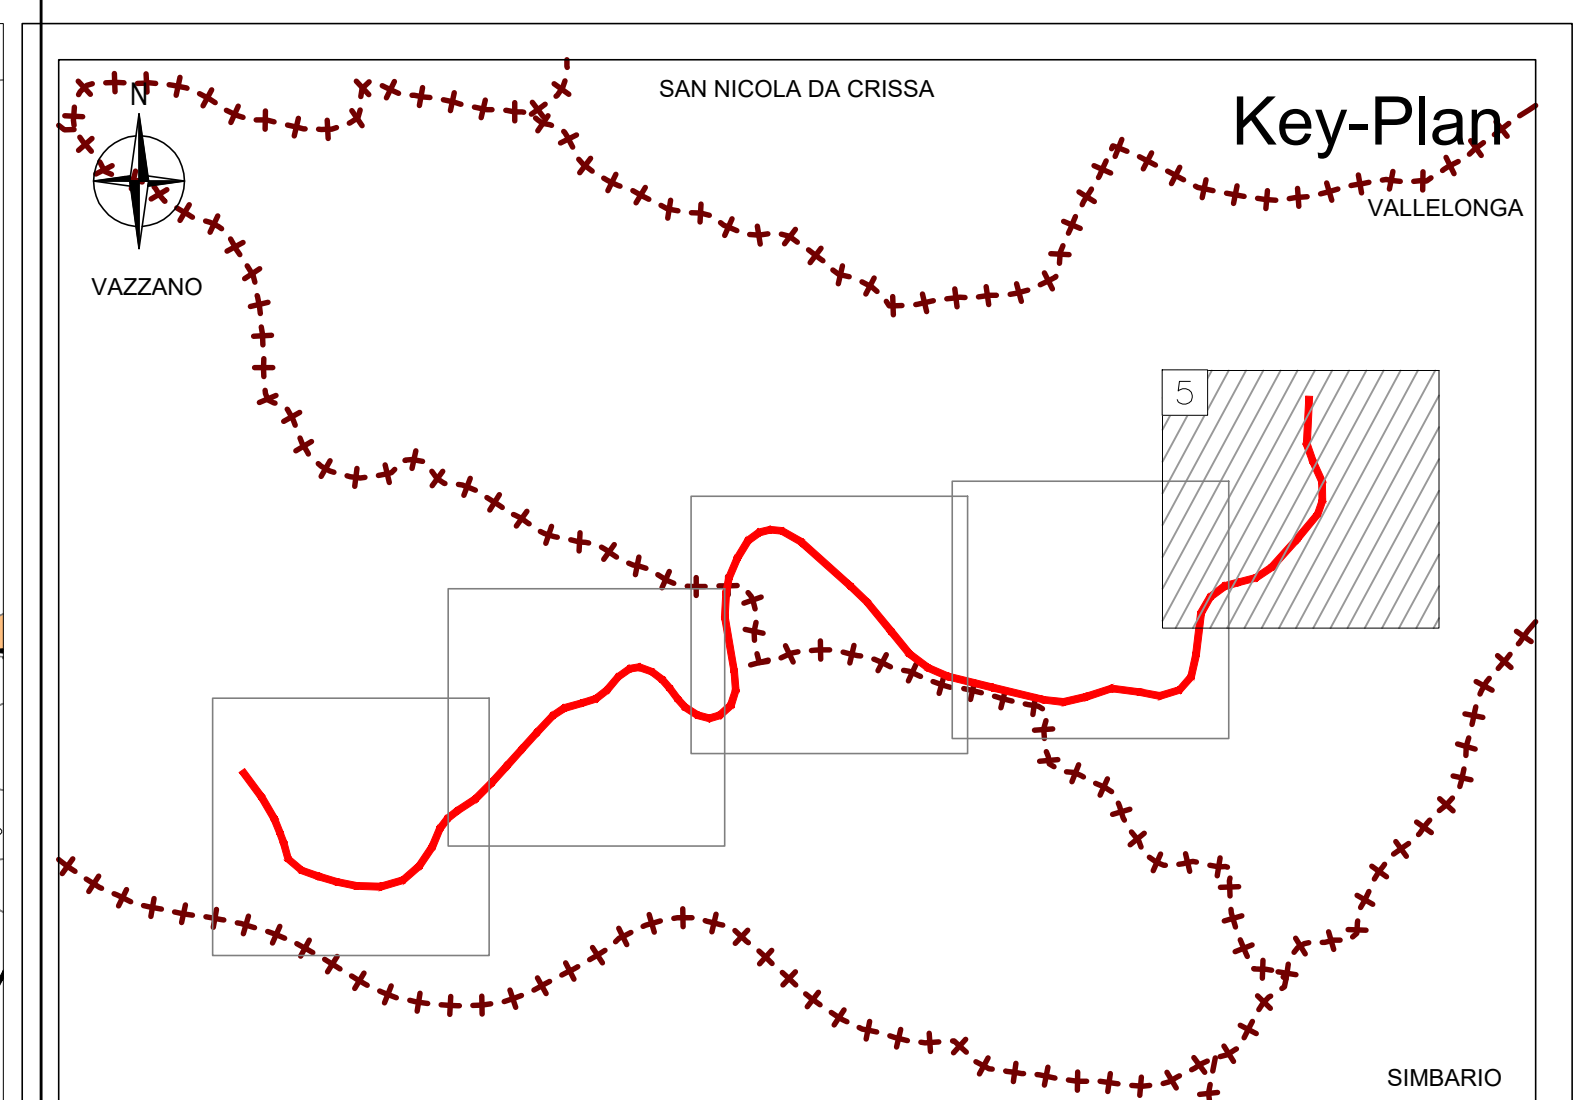 SAN NICOLA DA CRISSA
Key-Plan
N
VALLELONGA
VAZZANO
5
SIMBARIO